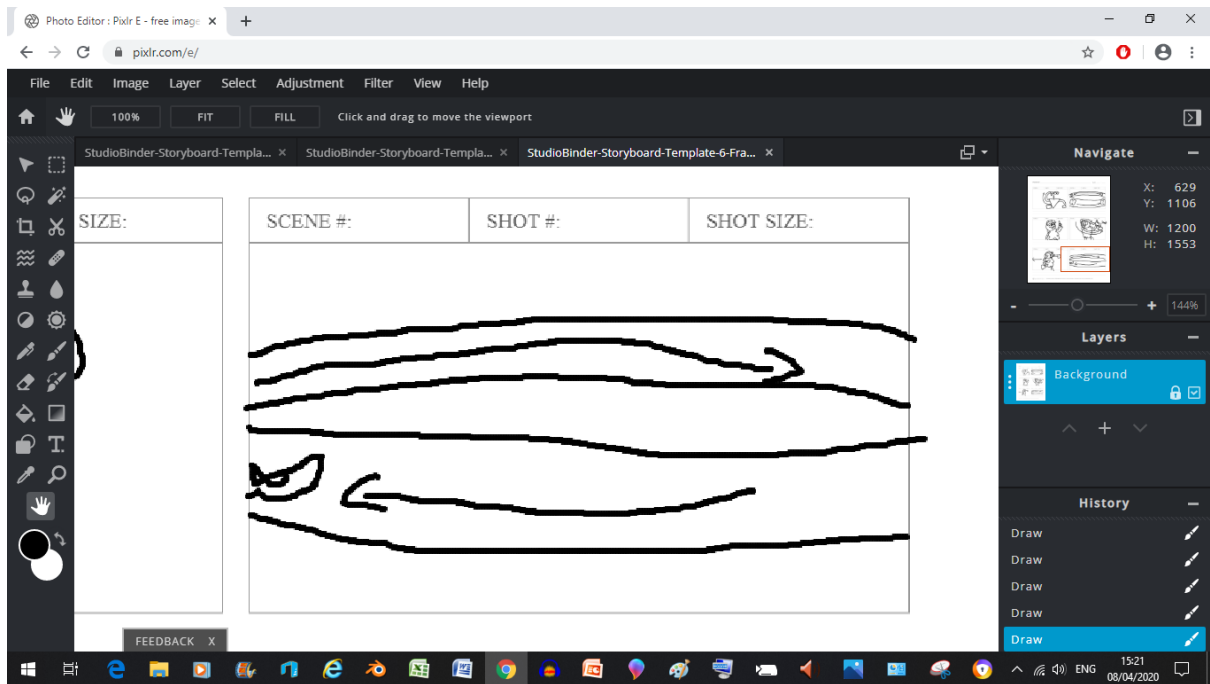 Photo Editor : Pixlr E - free image
pixlr.com/e/
File Edit Image Layer Select Adjustment Filter View Help
100% FIT FILL Click and drag to move the viewport
StudioBinder-Storyboard-Templa... × StudioBinder-Storyboard-Templa... × StudioBinder-Storyboard-Template-6-Fra... ×
Navigate
X: 629
Y: 1106
W: 1200
H: 1553
SIZE: SCENE #: SHOT #: SHOT SIZE:
- + 144%
Layers
Background
History
Draw
Draw
Draw
Draw
Draw
FEEDBACK X
ENG 15:21
08/04/2020